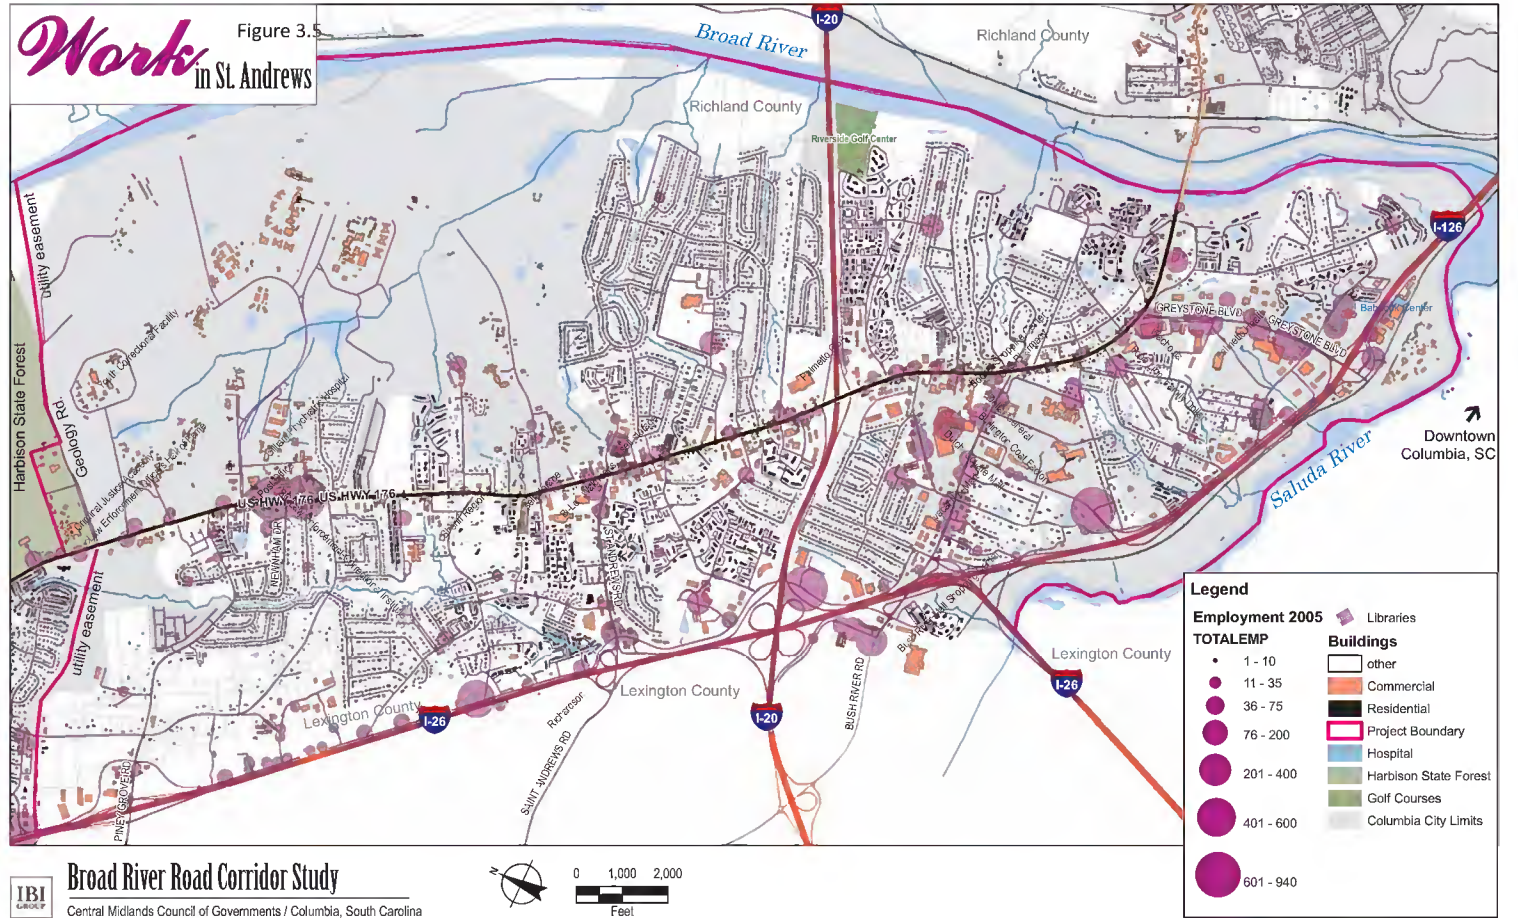 Work
in St. Andrews
Figure 3.5
I-20
Broad River
Richland County
Richland County
Riverside Golf Center
utility easement
I-126
Harbison State Forest
Geology Rd.
GREYSTONE BLVD
GREYSTONE BLVD
Downtown
Columbia, SC
Saluda River
US HWY 176
US HWY 176
NEWNHAM DR
ST ANDREWS RD
utility easement
Lexington County
Lexington County
Lexington County
I-26
I-20
I-26
BUSH RIVER RD
Richardson
SAINT ANDREWS RD
PINEY GROVE RD
Legend
Employment 2005
TOTALEMP
1 - 10
11 - 35
36 - 75
76 - 200
201 - 400
401 - 600
601 - 940
Libraries
Buildings
other
Commercial
Residential
Project Boundary
Hospital
Harbison State Forest
Golf Courses
Columbia City Limits
IBI
GROUP
Broad River Road Corridor Study
Central Midlands Council of Governments / Columbia, South Carolina
N
0 1,000 2,000
Feet